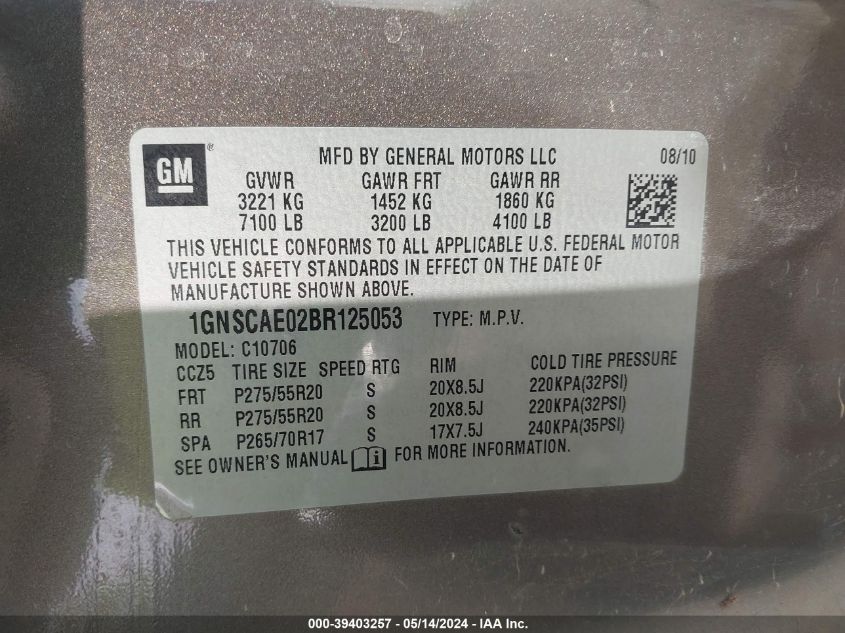 GM ® MFD BY GENERAL MOTORS LLC 08/10
GVWR GAWR FRT GAWR RR
3221 KG 1452 KG 1860 KG
7100 LB 3200 LB 4100 LB
THIS VEHICLE CONFORMS TO ALL APPLICABLE U.S. FEDERAL MOTOR
VEHICLE SAFETY STANDARDS IN EFFECT ON THE DATE OF
MANUFACTURE SHOWN ABOVE.
1GNSCAE02BR125053 TYPE: M.P.V.
MODEL: C10706
CCZ5 TIRE SIZE SPEED RTG RIM COLD TIRE PRESSURE
FRT P275/55R20 S 20X8.5J 220KPA(32PSI)
RR P275/55R20 S 20X8.5J 220KPA(32PSI)
SPA P265/70R17 S 17X7.5J 240KPA(35PSI)
SEE OWNER'S MANUAL FOR MORE INFORMATION.
000-39403257 - 05/14/2024 - IAA Inc.